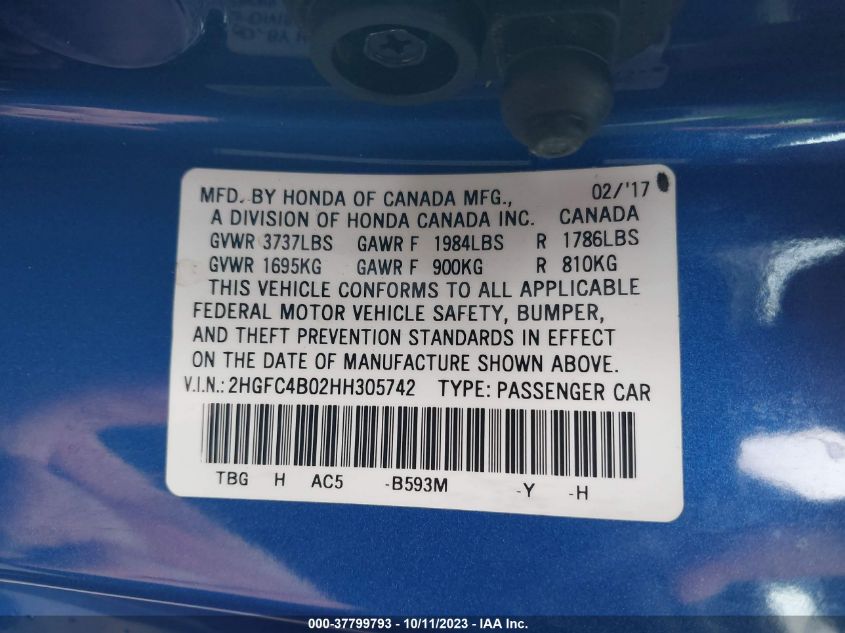 MFD. BY HONDA OF CANADA MFG., 02/'17
A DIVISION OF HONDA CANADA INC. CANADA
GVWR 3737LBS GAWR F 1984LBS R 1786LBS
GVWR 1695KG GAWR F 900KG R 810KG
THIS VEHICLE CONFORMS TO ALL APPLICABLE
FEDERAL MOTOR VEHICLE SAFETY, BUMPER,
AND THEFT PREVENTION STANDARDS IN EFFECT
ON THE DATE OF MANUFACTURE SHOWN ABOVE.
V.I.N.: 2HGFC4B02HH305742 TYPE: PASSENGER CAR
TBG H AC5 -B593M -Y -H
000-37799793 - 10/11/2023 - IAA Inc.